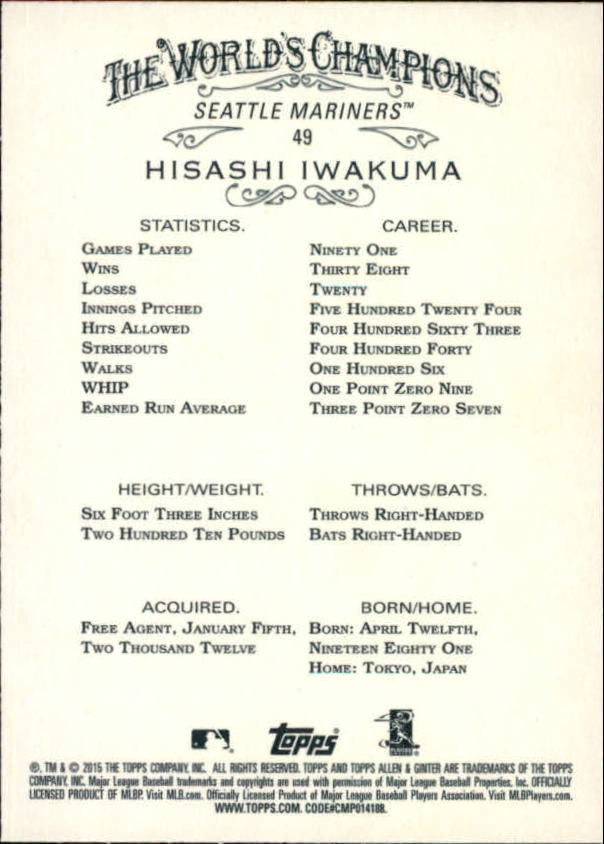 THE WORLD'S CHAMPIONS
SEATTLE MARINERS™
49
HISASHI IWAKUMA
STATISTICS. CAREER.
GAMES PLAYED NINETY ONE
WINS THIRTY EIGHT
LOSSES TWENTY
INNINGS PITCHED FIVE HUNDRED TWENTY FOUR
HITS ALLOWED FOUR HUNDRED SIXTY THREE
STRIKEOUTS FOUR HUNDRED FORTY
WALKS ONE HUNDRED SIX
WHIP ONE POINT ZERO NINE
EARNED RUN AVERAGE THREE POINT ZERO SEVEN
HEIGHT/WEIGHT. THROWS/BATS.
SIX FOOT THREE INCHES THROWS RIGHT-HANDED
TWO HUNDRED TEN POUNDS BATS RIGHT-HANDED
ACQUIRED. BORN/HOME.
FREE AGENT, JANUARY FIFTH, BORN: APRIL TWELFTH,
TWO THOUSAND TWELVE NINETEEN EIGHTY ONE
HOME: TOKYO, JAPAN
topps
®, TM & © 2015 THE TOPPS COMPANY, INC. ALL RIGHTS RESERVED. TOPPS AND TOPPS ALLEN & GINTER ARE TRADEMARKS OF THE TOPPS
COMPANY, INC. Major League Baseball trademarks and copyrights are used with permission of Major League Baseball Properties, Inc. OFFICIALLY
LICENSED PRODUCT OF MLBP. Visit MLB.com. Officially Licensed Product of Major League Baseball Players Association. Visit MLBPlayers.com.
WWW.TOPPS.COM. CODE#CMP014188.